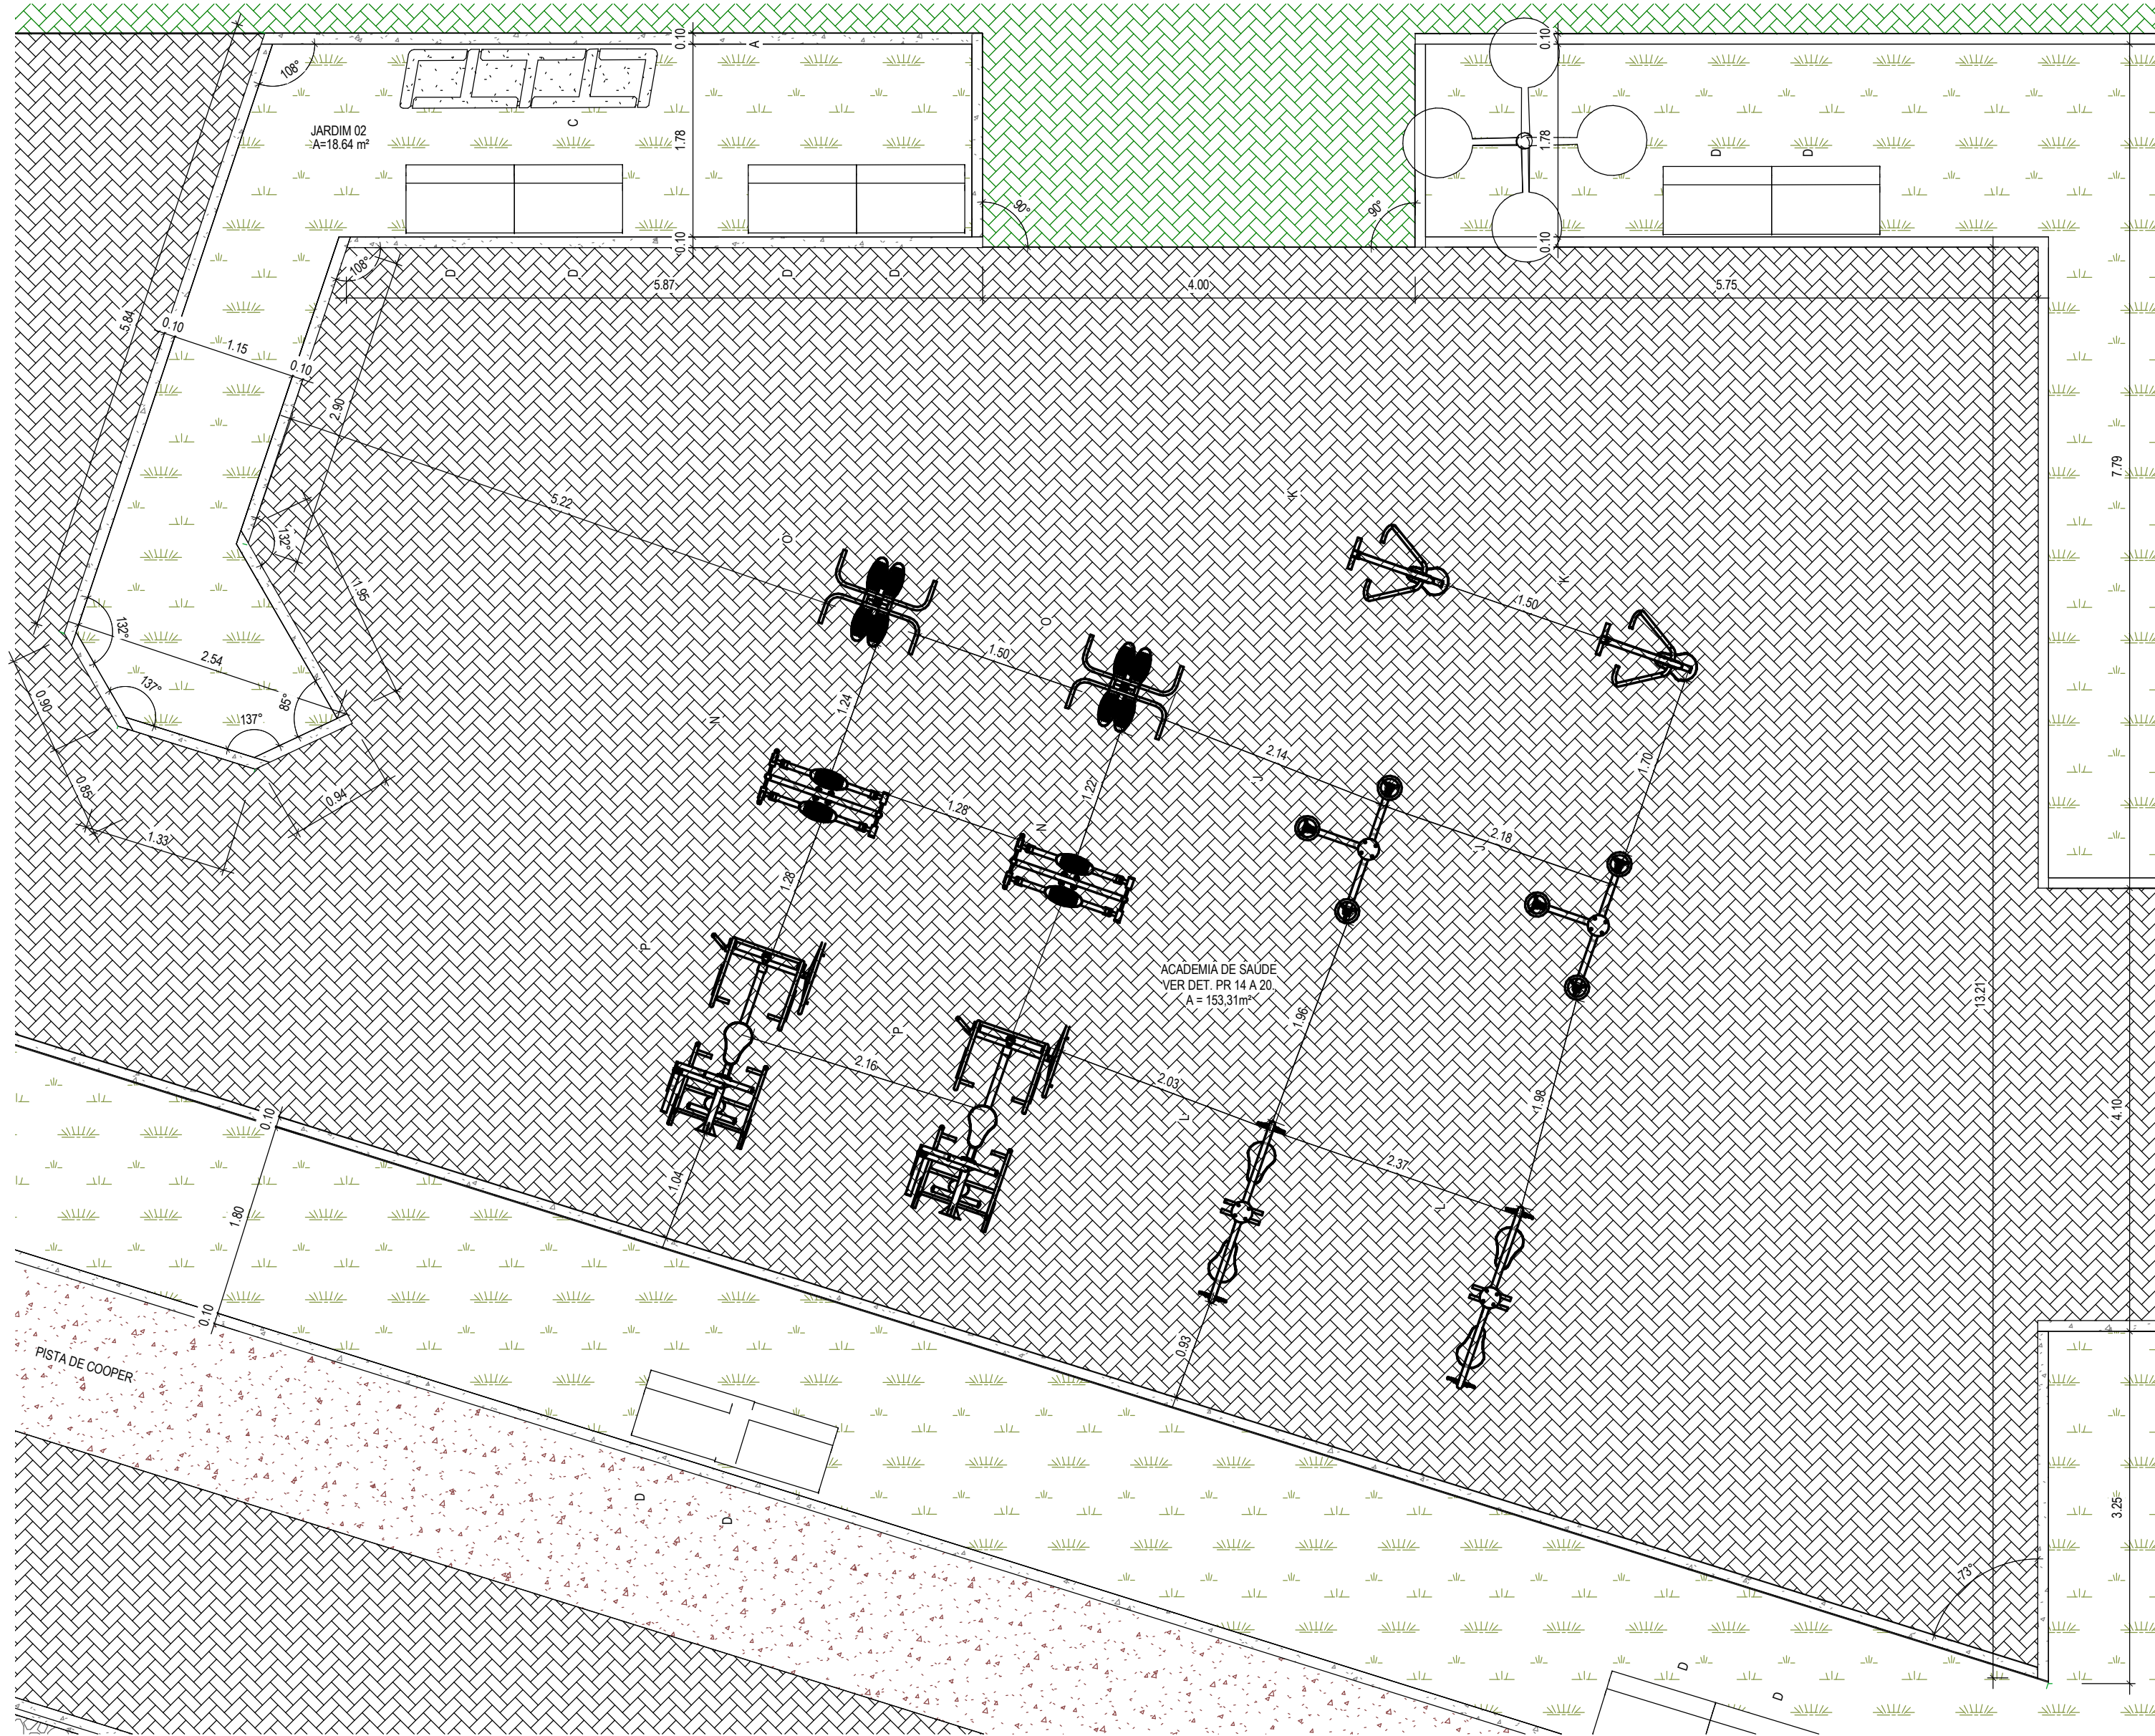 0.10
A
0.10
108°
C
JARDIM 02
A=18.64 m²
1.78
1.78
D
D
90°
90°
0.10
0.10
108°
D
D
D
D
5.87
4.00
5.75
5.84
0.10
1.15
0.10
2.90
7.79
5.22
K
132°
O
K
1.95
1.50
132°
O
1.50
2.54
137°
85°
0.90
137°
N
1.24
2.14
J
1.70
0.85
0.94
1.22
1.28
N
2.18
J
1.33
1.28
P
ACADEMIA DE SAÚDE
VER DET. PR 14 A 20.
A = 153,31m²
13.21
1.96
P
2.16
2.03
1.98
4.10
0.10
L
2.37
1.04
L
1.80
0.10
0.93
PISTA DE COOPER
D
D
3.25
73°
D
D